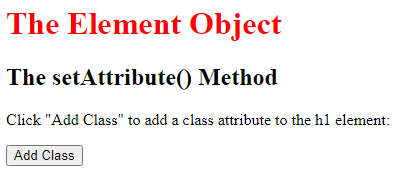 The Element Object
The setAttribute() Method
Click "Add Class" to add a class attribute to the h1 element:
Add Class